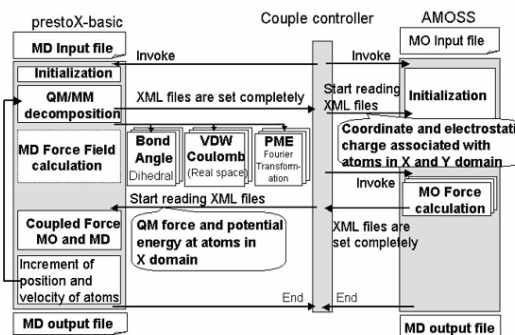 prestoX-basic
Couple controller
AMOSS
MD Input file
MO Input file
Invoke
Invoke
Initialization
Initialization
QM/MM
decomposition
XML files are set completely
Start reading
XML files
Coordinate and electrostati
charge associated with
atoms in X and Y domain
MD Force Field
calculation
Bond
Angle
Dihedral
VDW
Coulomb
(Real space)
PME
Fourier
Transform-
ation
Invoke
MO Force
calculation
Start reading XML files
Coupled Force
MO and MD
QM force and potential
energy at atoms in
X domain
XML files are
set completely
Increment of
position and
velocity of atoms
End
End
MD output file
MD output file